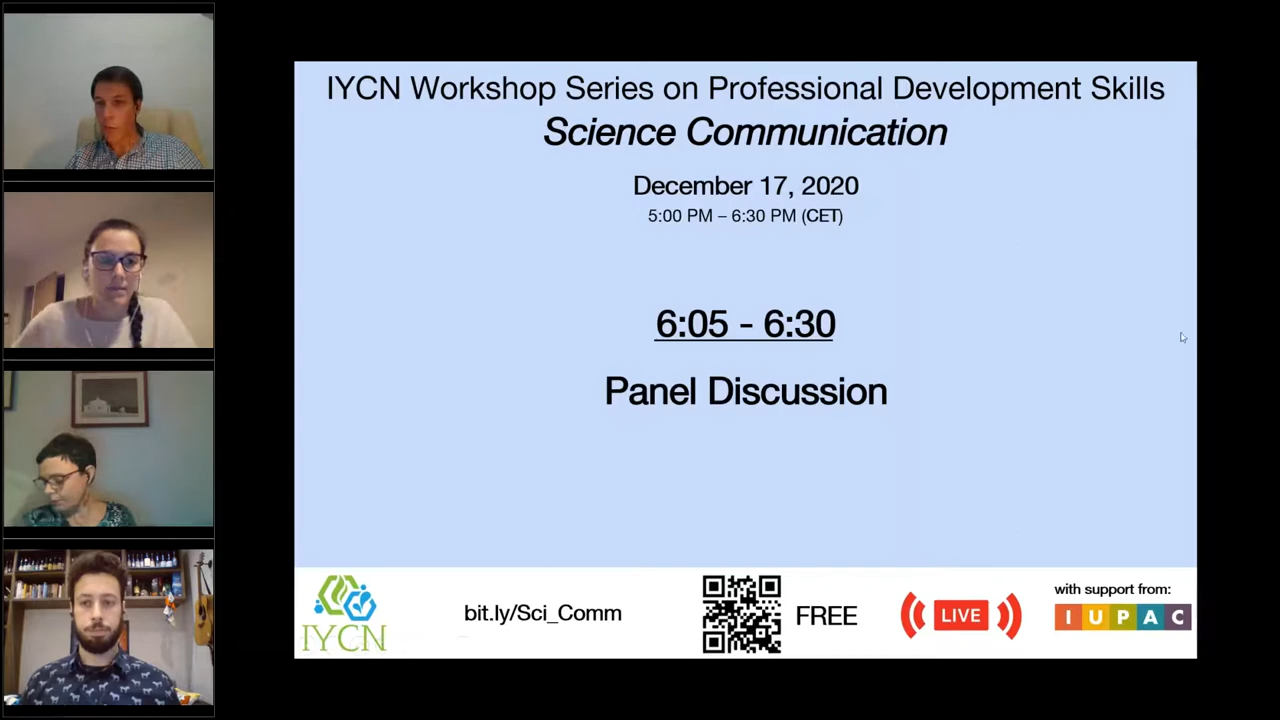 IYCN Workshop Series on Professional Development Skills
Science Communication
December 17, 2020
5:00 PM – 6:30 PM (CET)
6:05 - 6:30
Panel Discussion
IYCN
bit.ly/Sci_Comm
FREE
LIVE
with support from:
IUPAC